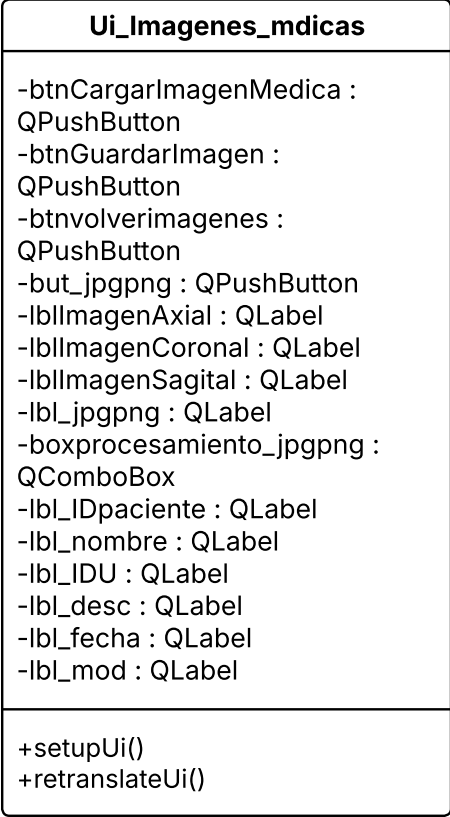 Ui_Imagenes_mdicas
-btnCargarImagenMedica :
QPushButton
-btnGuardarImagen :
QPushButton
-btnvolverimagenes :
QPushButton
-but_jpgpng : QPushButton
-lblImagenAxial : QLabel
-lblImagenCoronal : QLabel
-lblImagenSagital : QLabel
-lbl_jpgpng : QLabel
-boxprocesamiento_jpgpng :
QComboBox
-lbl_IDpaciente : QLabel
-lbl_nombre : QLabel
-lbl_IDU : QLabel
-lbl_desc : QLabel
-lbl_fecha : QLabel
-lbl_mod : QLabel
+setupUi()
+retranslateUi()